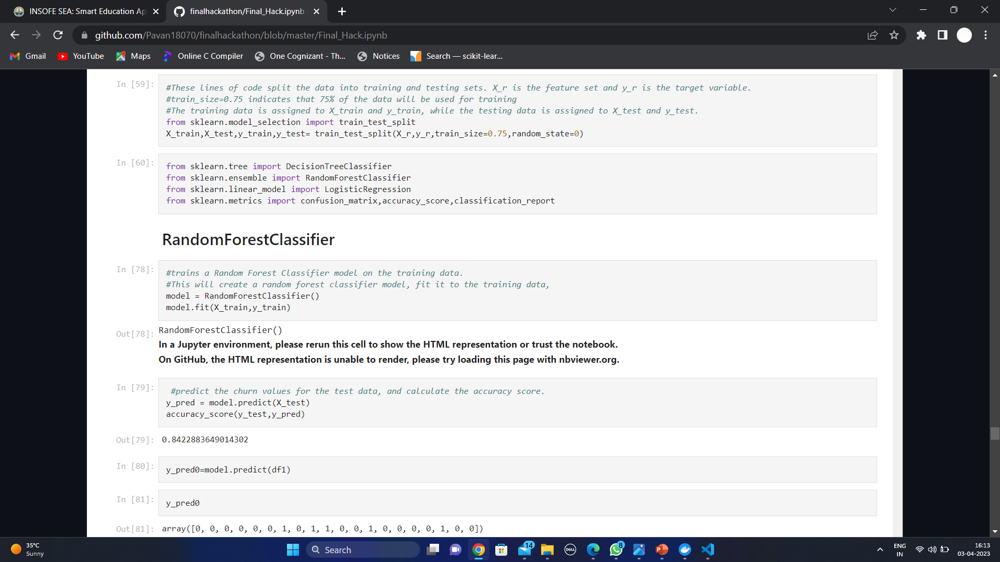 INSOFE SEA: Smart Education Ap
finalhackathon/Final_Hack.ipynb
github.com/Pavan18070/finalhackathon/blob/master/Final_Hack.ipynb
Gmail YouTube Maps Online C Compiler One Cognizant - Th... Notices Search — scikit-lear...
In [59]:
#These lines of code split the data into training and testing sets. X_r is the feature set and y_r is the target variable.
#train_size=0.75 indicates that 75% of the data will be used for training
#The training data is assigned to X_train and y_train, while the testing data is assigned to X_test and y_test.
from sklearn.model_selection import train_test_split
X_train,X_test,y_train,y_test= train_test_split(X_r,y_r,train_size=0.75,random_state=0)
In [60]:
from sklearn.tree import DecisionTreeClassifier
from sklearn.ensemble import RandomForestClassifier
from sklearn.linear_model import LogisticRegression
from sklearn.metrics import confusion_matrix,accuracy_score,classification_report
RandomForestClassifier
In [78]:
#trains a Random Forest Classifier model on the training data.
#This will create a random forest classifier model, fit it to the training data,
model = RandomForestClassifier()
model.fit(X_train,y_train)
Out[78]: RandomForestClassifier()
In a Jupyter environment, please rerun this cell to show the HTML representation or trust the notebook.
On GitHub, the HTML representation is unable to render, please try loading this page with nbviewer.org.
In [79]:
#predict the churn values for the test data, and calculate the accuracy score.
y_pred = model.predict(X_test)
accuracy_score(y_test,y_pred)
Out[79]: 0.8422883649014302
In [80]:
y_pred0=model.predict(df1)
In [81]:
y_pred0
Out[81]: array([0, 0, 0, 0, 0, 0, 1, 0, 1, 1, 0, 0, 1, 0, 0, 0, 0, 1, 0, 0])
35°C
Sunny
Search
14
DELL
8
P
ENG
IN
16:13
03-04-2023